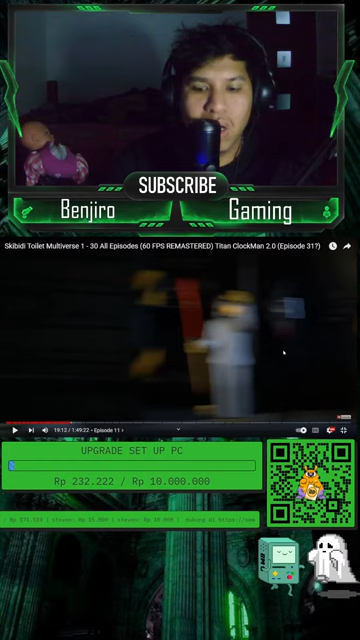 SUBSCRIBE
Benjiro
Gaming
Skibidi Toilet Multiverse 1 - 30 All Episodes (60 FPS REMASTERED) Titan ClockMan 2.0 (Episode 31?)
19:12 / 1:49:22 • Episode 11 >
UPGRADE SET UP PC
Rp 232.222 / Rp 10.000.000